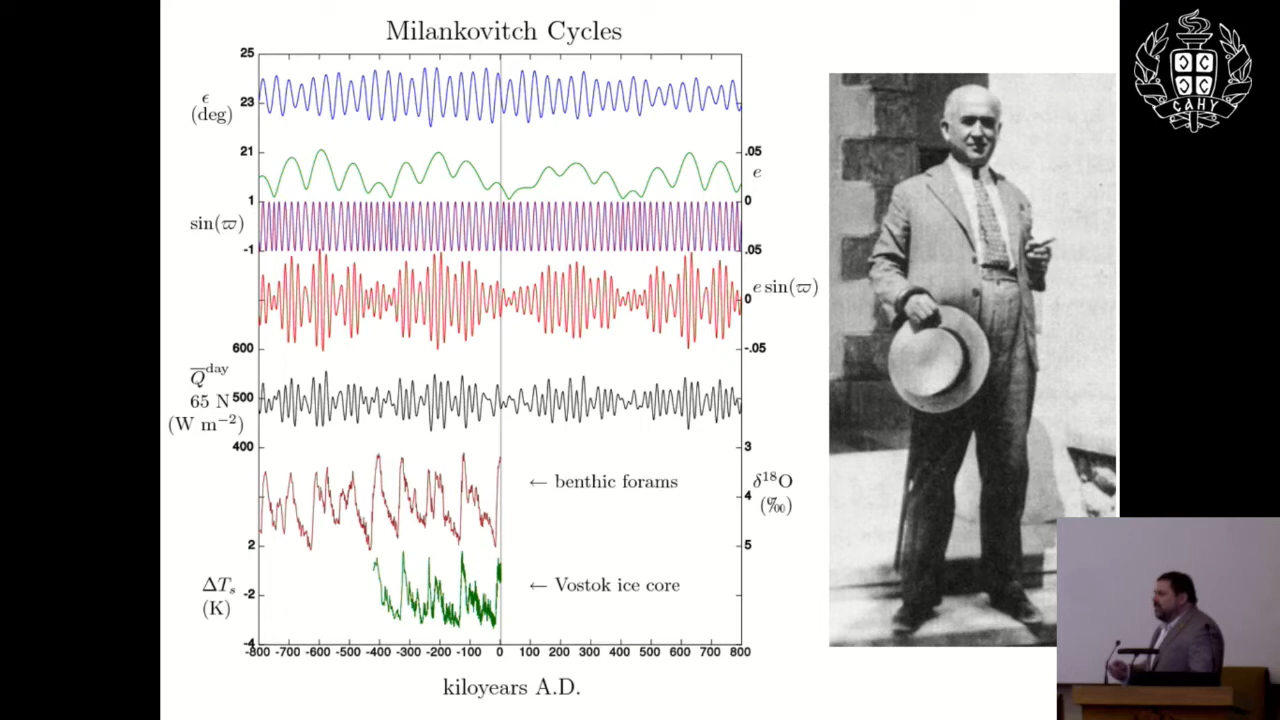 Milankovitch Cycles
25
23
21
ϵ
(deg)
.05
e
0
1
sin(ϖ)
-1
.05
0
e sin(ϖ)
-.05
600
Q̅ day
65 N 500
(W m−2)
400
3
4
5
δ18O
(‰)
← benthic forams
2
ΔTs
-2
(K)
-4
← Vostok ice core
-800 -700 -600 -500 -400 -300 -200 -100 0 100 200 300 400 500 600 700 800
kiloyears A.D.
САНУ